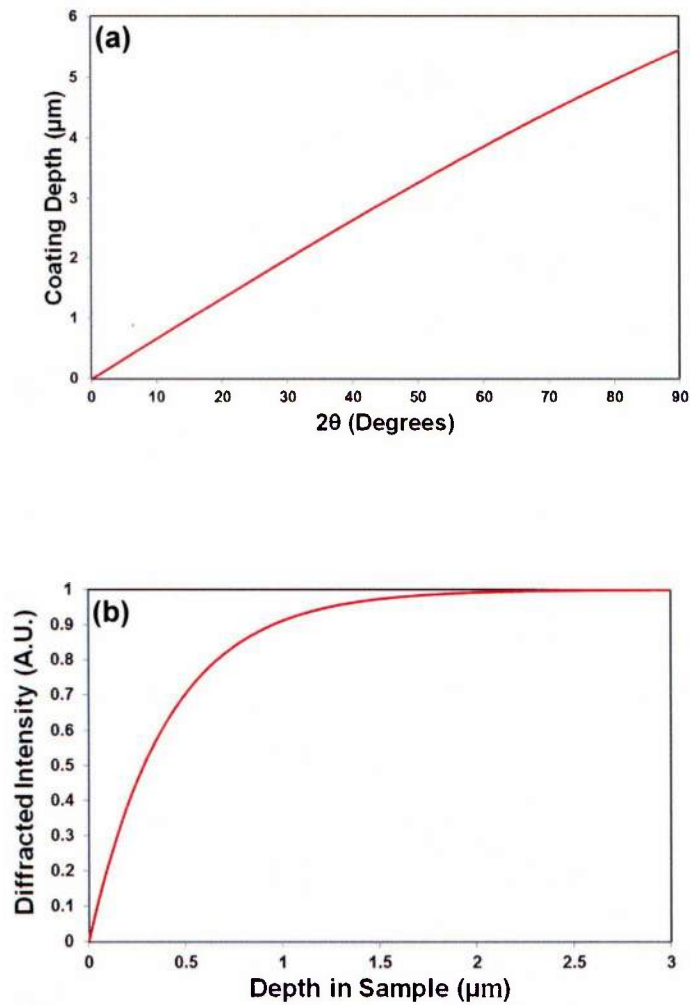 (a)
Coating Depth (µm)
6
5
4
3
2
1
0
0 10 20 30 40 50 60 70 80 90
2θ (Degrees)
(b)
Diffracted Intensity (A.U.)
1
0.9
0.8
0.7
0.6
0.5
0.4
0.3
0.2
0.1
0
0 0.5 1 1.5 2 2.5 3
Depth in Sample (µm)